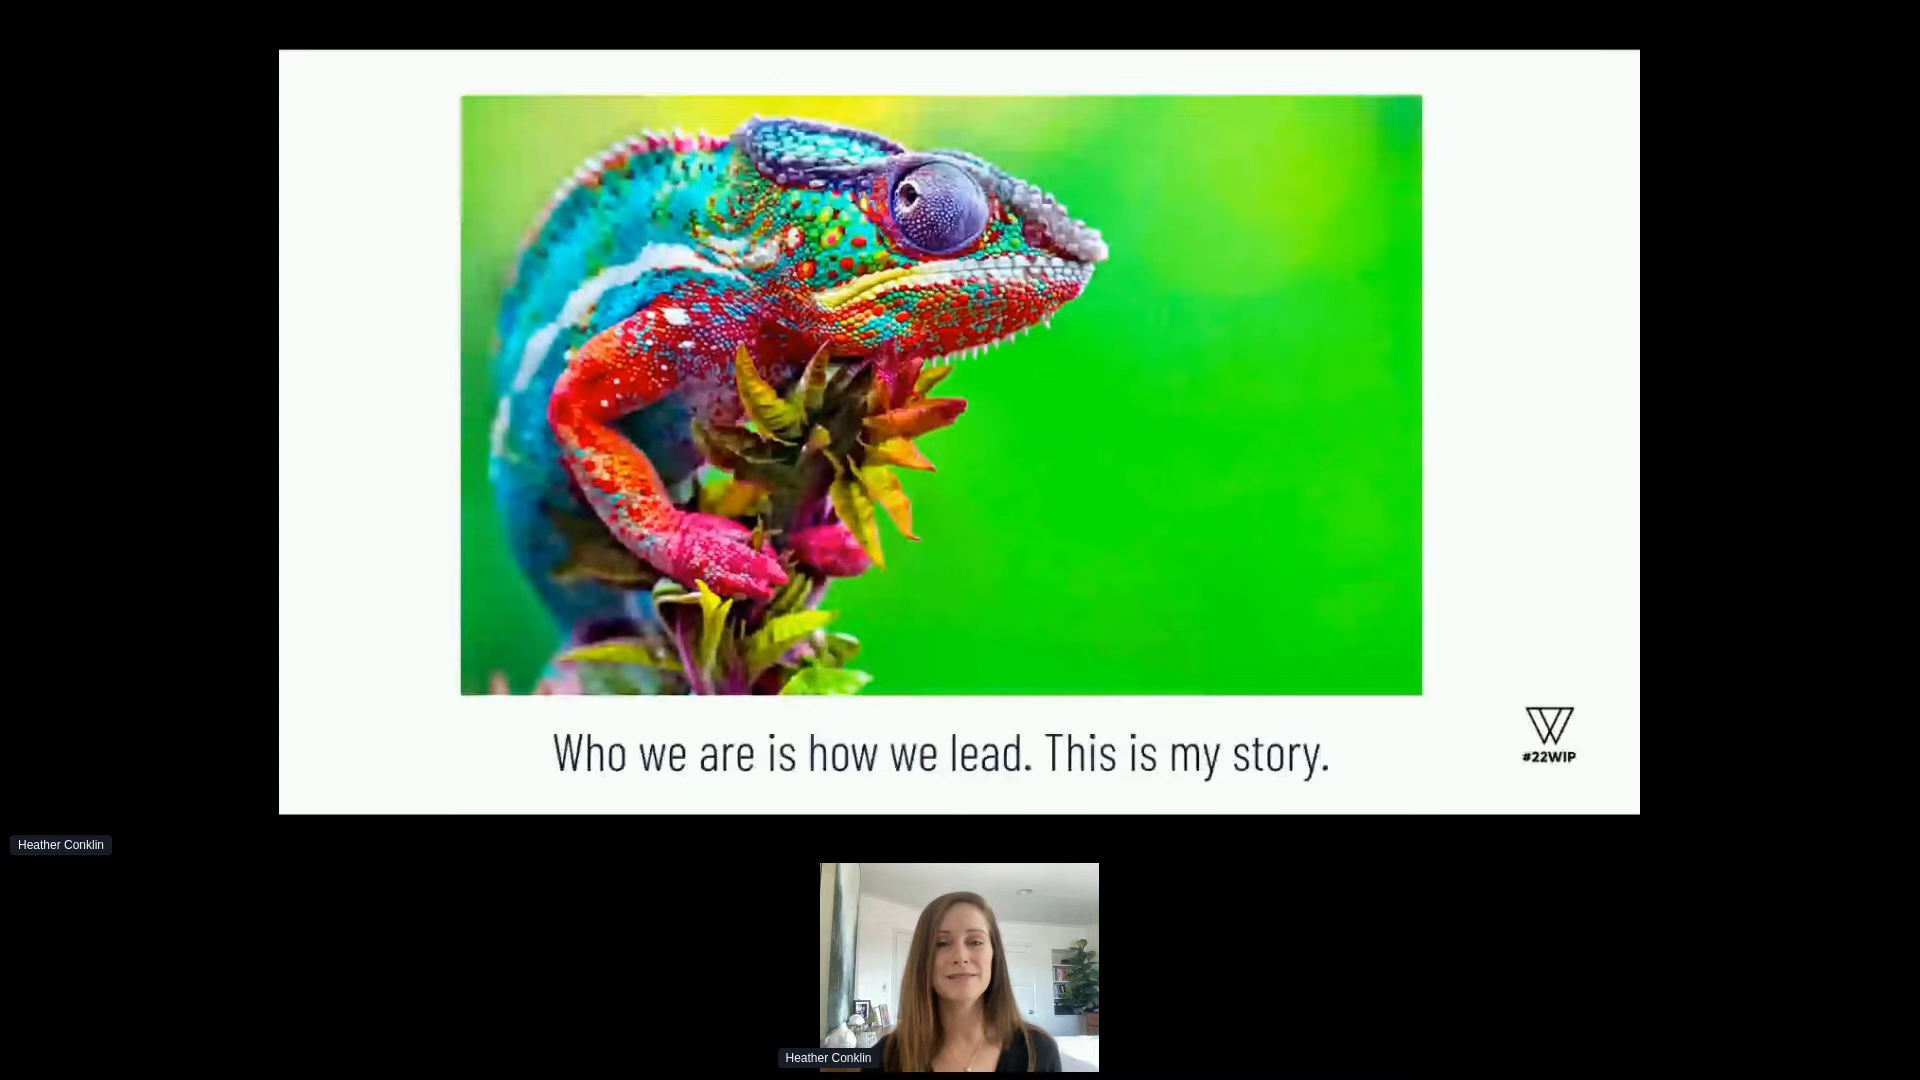 Who we are is how we lead. This is my story.
#22WIP
Heather Conklin
Heather Conklin